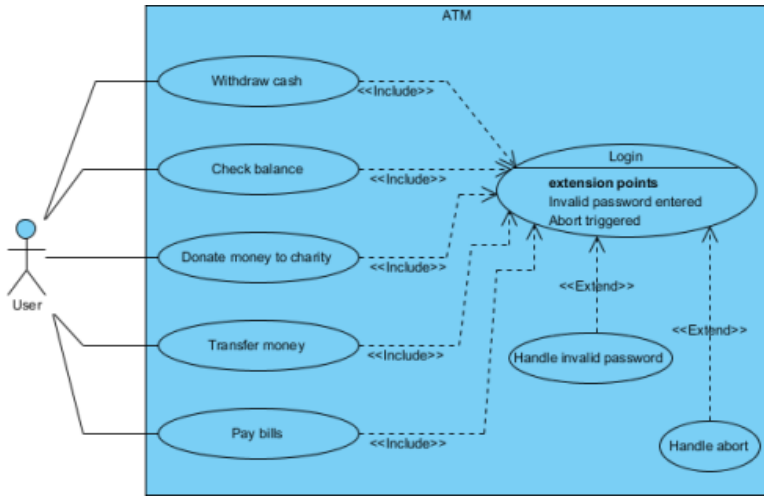 ATM
Withdraw cash
<<Include>>
Check balance
<<Include>>
Donate money to charity
<<Include>>
Transfer money
<<Include>>
Pay bills
<<Include>>
User
Login
extension points
Invalid password entered
Abort triggered
<<Extend>>
Handle invalid password
<<Extend>>
Handle abort